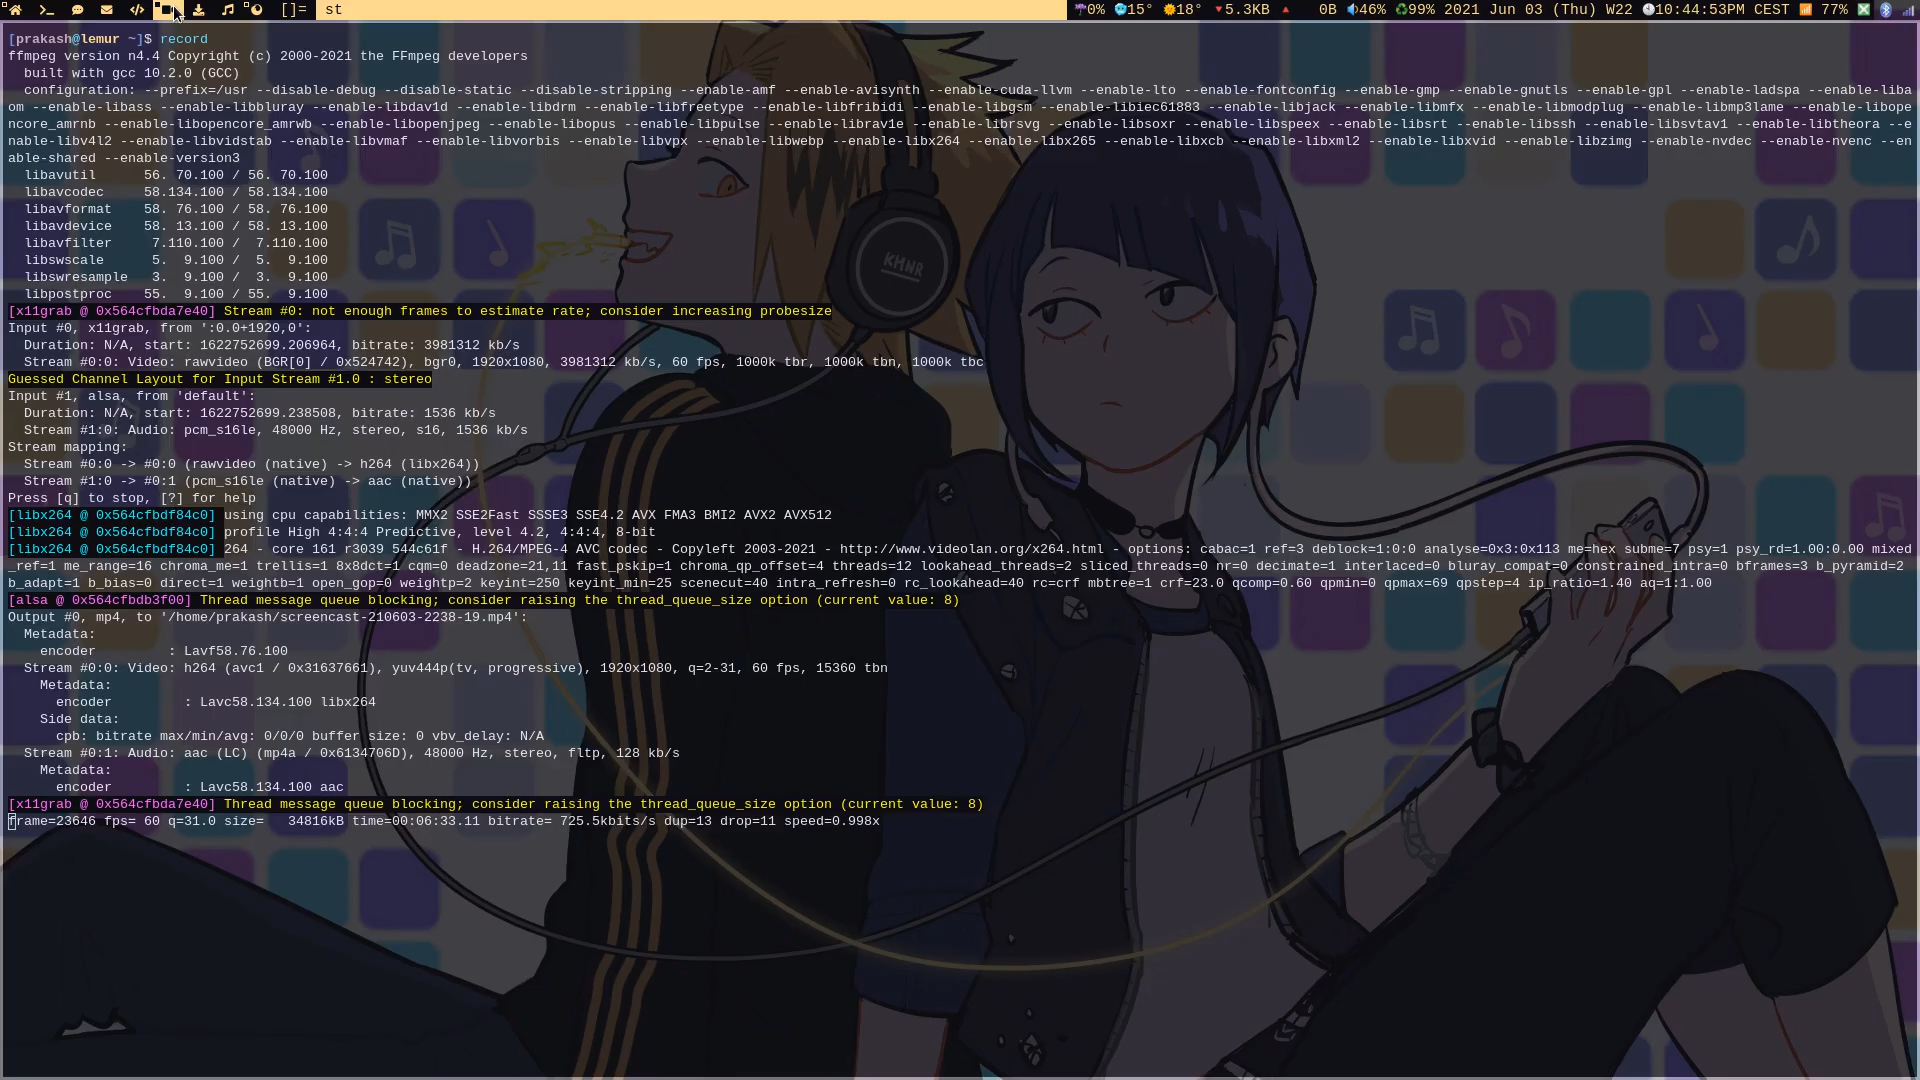 []= st 0% 15° 18° 5.3KB 0B 46% 99% 2021 Jun 03 (Thu) W22 10:44:53PM CEST 77%
[prakash@lemur ~]$ record
ffmpeg version n4.4 Copyright (c) 2000-2021 the FFmpeg developers
built with gcc 10.2.0 (GCC)
configuration: --prefix=/usr --disable-debug --disable-static --disable-stripping --enable-amf --enable-avisynth --enable-cuda-llvm --enable-lto --enable-fontconfig --enable-gmp --enable-gnutls --enable-gpl --enable-ladspa --enable-liba
om --enable-libass --enable-libbluray --enable-libdav1d --enable-libdrm --enable-libfreetype --enable-libfribidi --enable-libgsm --enable-libiec61883 --enable-libjack --enable-libmfx --enable-libmodplug --enable-libmp3lame --enable-libope
ncore_amrnb --enable-libopencore_amrwb --enable-libopenjpeg --enable-libopus --enable-libpulse --enable-librav1e --enable-librsvg --enable-libsoxr --enable-libspeex --enable-libsrt --enable-libssh --enable-libsvtav1 --enable-libtheora --e
nable-libv4l2 --enable-libvidstab --enable-libvmaf --enable-libvorbis --enable-libvpx --enable-libwebp --enable-libx264 --enable-libx265 --enable-libxcb --enable-libxml2 --enable-libxvid --enable-libzimg --enable-nvdec --enable-nvenc --en
able-shared --enable-version3
libavutil 56. 70.100 / 56. 70.100
libavcodec 58.134.100 / 58.134.100
libavformat 58. 76.100 / 58. 76.100
libavdevice 58. 13.100 / 58. 13.100
libavfilter 7.110.100 / 7.110.100
libswscale 5. 9.100 / 5. 9.100
libswresample 3. 9.100 / 3. 9.100
libpostproc 55. 9.100 / 55. 9.100
KHNR
[x11grab @ 0x564cfbda7e40] Stream #0: not enough frames to estimate rate; consider increasing probesize
Input #0, x11grab, from ':0.0+1920,0':
Duration: N/A, start: 1622752699.206964, bitrate: 3981312 kb/s
Stream #0:0: Video: rawvideo (BGR[0] / 0x524742), bgr0, 1920x1080, 3981312 kb/s, 60 fps, 1000k tbr, 1000k tbn, 1000k tbc
Guessed Channel Layout for Input Stream #1.0 : stereo
Input #1, alsa, from 'default':
Duration: N/A, start: 1622752699.238508, bitrate: 1536 kb/s
Stream #1:0: Audio: pcm_s16le, 48000 Hz, stereo, s16, 1536 kb/s
Stream mapping:
Stream #0:0 -> #0:0 (rawvideo (native) -> h264 (libx264))
Stream #1:0 -> #0:1 (pcm_s16le (native) -> aac (native))
Press [q] to stop, [?] for help
[libx264 @ 0x564cfbdf84c0] using cpu capabilities: MMX2 SSE2Fast SSSE3 SSE4.2 AVX FMA3 BMI2 AVX2 AVX512
[libx264 @ 0x564cfbdf84c0] profile High 4:4:4 Predictive, level 4.2, 4:4:4, 8-bit
[libx264 @ 0x564cfbdf84c0] 264 - core 161 r3039 544c61f - H.264/MPEG-4 AVC codec - Copyleft 2003-2021 - http://www.videolan.org/x264.html - options: cabac=1 ref=3 deblock=1:0:0 analyse=0x3:0x113 me=hex subme=7 psy=1 psy_rd=1.00:0.00 mixed
_ref=1 me_range=16 chroma_me=1 trellis=1 8x8dct=1 cqm=0 deadzone=21,11 fast_pskip=1 chroma_qp_offset=4 threads=12 lookahead_threads=2 sliced_threads=0 nr=0 decimate=1 interlaced=0 bluray_compat=0 constrained_intra=0 bframes=3 b_pyramid=2
b_adapt=1 b_bias=0 direct=1 weightb=1 open_gop=0 weightp=2 keyint=250 keyint_min=25 scenecut=40 intra_refresh=0 rc_lookahead=40 rc=crf mbtree=1 crf=23.0 qcomp=0.60 qpmin=0 qpmax=69 qpstep=4 ip_ratio=1.40 aq=1:1.00
[alsa @ 0x564cfbdb3f00] Thread message queue blocking; consider raising the thread_queue_size option (current value: 8)
Output #0, mp4, to '/home/prakash/screencast-210603-2238-19.mp4':
Metadata:
encoder : Lavf58.76.100
Stream #0:0: Video: h264 (avc1 / 0x31637661), yuv444p(tv, progressive), 1920x1080, q=2-31, 60 fps, 15360 tbn
Metadata:
encoder : Lavc58.134.100 libx264
Side data:
cpb: bitrate max/min/avg: 0/0/0 buffer size: 0 vbv_delay: N/A
Stream #0:1: Audio: aac (LC) (mp4a / 0x6134706D), 48000 Hz, stereo, fltp, 128 kb/s
Metadata:
encoder : Lavc58.134.100 aac
[x11grab @ 0x564cfbda7e40] Thread message queue blocking; consider raising the thread_queue_size option (current value: 8)
frame=23646 fps= 60 q=31.0 size= 34816kB time=00:06:33.11 bitrate= 725.5kbits/s dup=13 drop=11 speed=0.998x